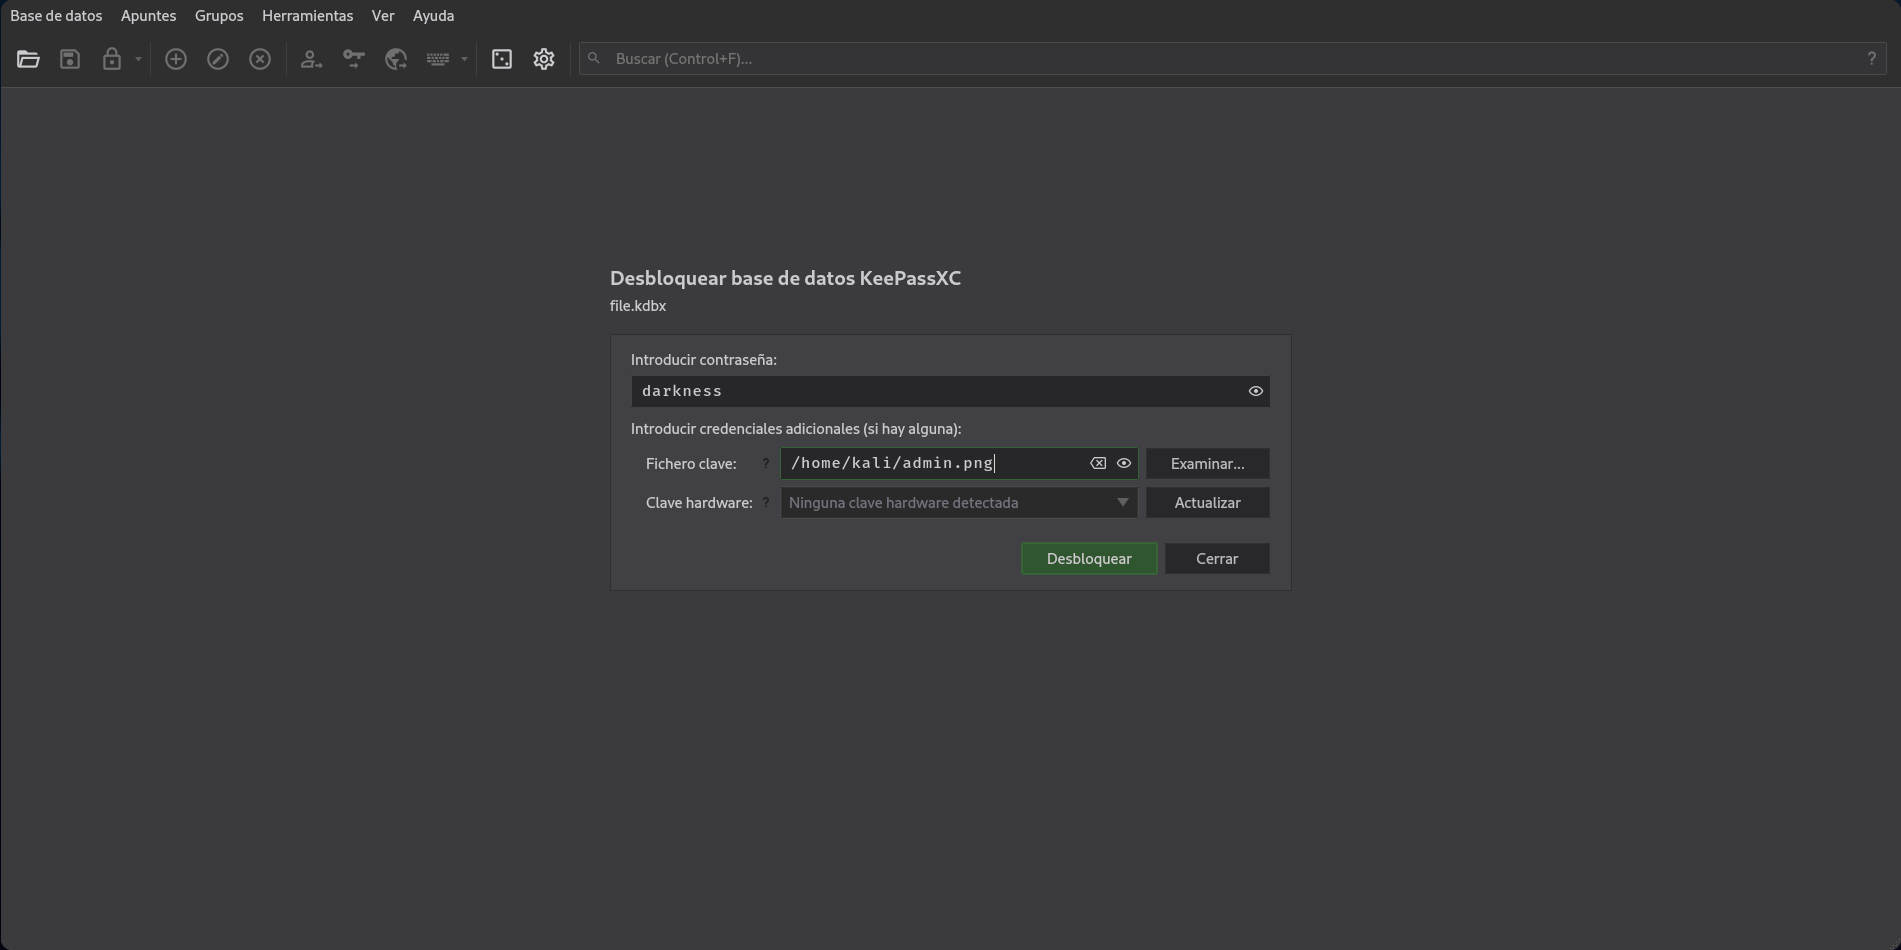 Base de datos Apuntes Grupos Herramientas Ver Ayuda
Buscar (Control+F)... ?
Desbloquear base de datos KeePassXC
file.kdbx
Introducir contraseña:
darkness
Introducir credenciales adicionales (si hay alguna):
Fichero clave: ? /home/kali/admin.png Examinar...
Clave hardware: ? Ninguna clave hardware detectada Actualizar
Desbloquear Cerrar